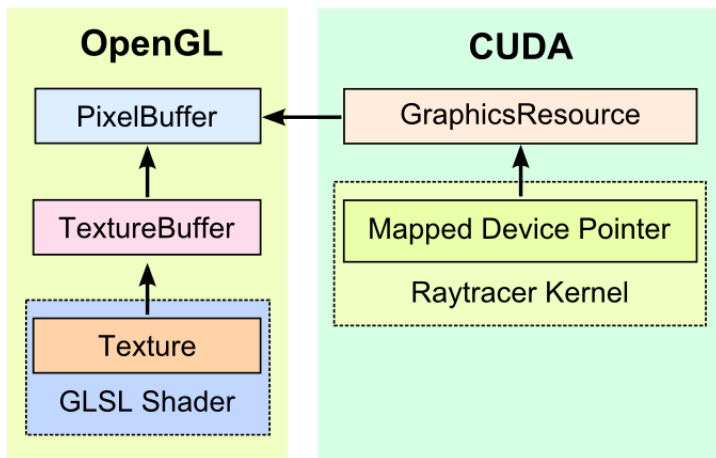 OpenGL
PixelBuffer
TextureBuffer
Texture
GLSL Shader
CUDA
GraphicsResource
Mapped Device Pointer
Raytracer Kernel